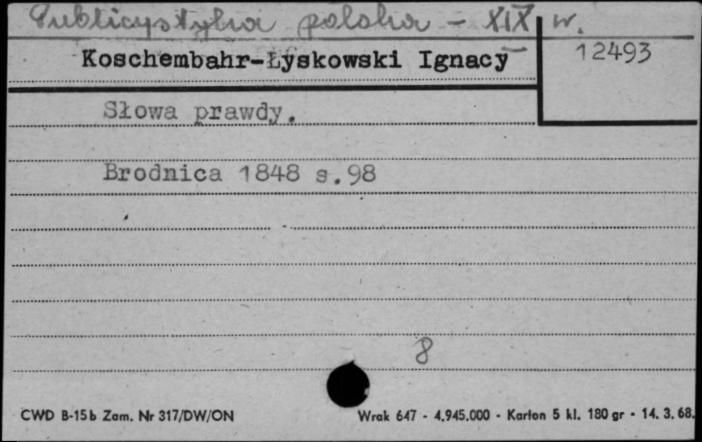 Publicystyka polska - XIX w.
Koschembahr-Łyskowski Ignacy
12493
Słowa prawdy.
Brodnica 1848 s.98
8
CWD B-15b Zam. Nr 317/DW/ON
Wrak 647 - 4.945.000 - Karton 5 kl. 180 gr - 14. 3. 68.